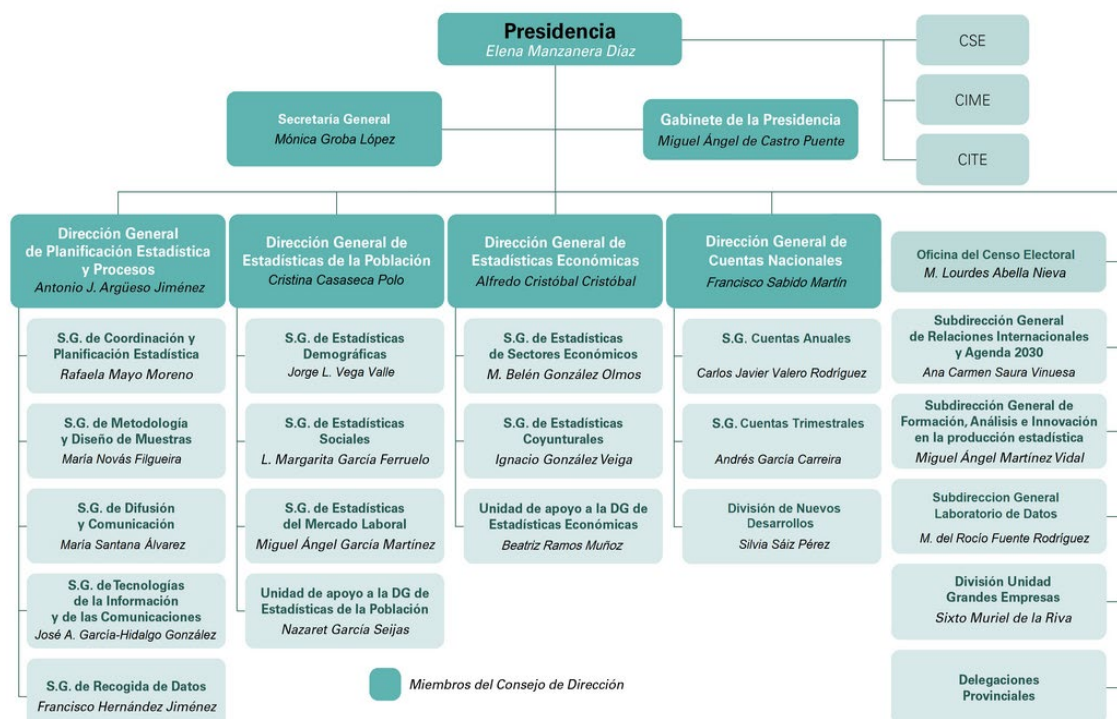 Presidencia
Elena Manzanera Díaz
CSE
CIME
CITE
Secretaría General
Mónica Groba López
Gabinete de la Presidencia
Miguel Ángel de Castro Puente
Dirección General
de Planificación Estadística
y Procesos
Antonio J. Argüeso Jiménez
S.G. de Coordinación y
Planificación Estadística
Rafaela Mayo Moreno
S.G. de Metodología
y Diseño de Muestras
María Novás Filgueira
S.G. de Difusión
y Comunicación
María Santana Álvarez
S.G. de Tecnologías
de la Información
y de las Comunicaciones
José A. García-Hidalgo González
S.G. de Recogida de Datos
Francisco Hernández Jiménez
Dirección General de
Estadísticas de la Población
Cristina Casaseca Polo
S.G. de Estadísticas
Demográficas
Jorge L. Vega Valle
S.G. de Estadísticas
Sociales
L. Margarita García Ferruelo
S.G. de Estadísticas
del Mercado Laboral
Miguel Ángel García Martínez
Unidad de apoyo a la DG de
Estadísticas de la Población
Nazaret García Seijas
Dirección General de
Estadísticas Económicas
Alfredo Cristóbal Cristóbal
S.G. de Estadísticas
de Sectores Económicos
M. Belén González Olmos
S.G. de Estadísticas
Coyunturales
Ignacio González Veiga
Unidad de apoyo a la DG de
Estadísticas Económicas
Beatriz Ramos Muñoz
Dirección General de
Cuentas Nacionales
Francisco Sabido Martín
S.G. Cuentas Anuales
Carlos Javier Valero Rodríguez
S.G. Cuentas Trimestrales
Andrés García Carreira
División de Nuevos
Desarrollos
Silvia Sáiz Pérez
Oficina del Censo Electoral
M. Lourdes Abella Nieva
Subdirección General
de Relaciones Internacionales
y Agenda 2030
Ana Carmen Saura Vinuesa
Subdirección General de
Formación, Análisis e Innovación
en la producción estadística
Miguel Ángel Martínez Vidal
Subdireccion General
Laboratorio de Datos
M. del Rocío Fuente Rodríguez
División Unidad
Grandes Empresas
Sixto Muriel de la Riva
Delegaciones
Provinciales
Miembros del Consejo de Dirección